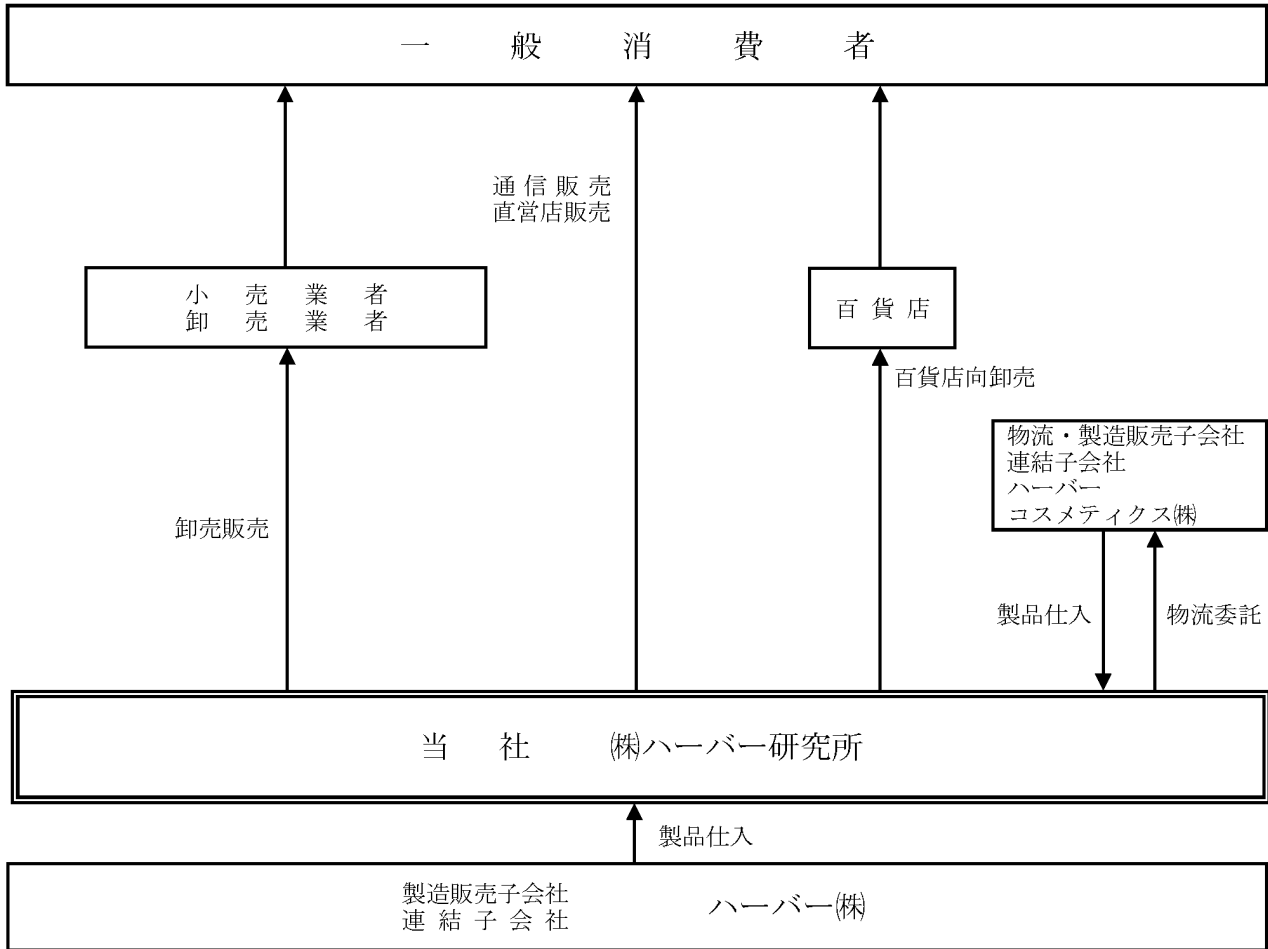 一般消費者
通信販売
直営店販売
小売業者
卸売業者
百貨店
百貨店向卸売
物流・製造販売子会社
連結子会社
ハーバー
コスメティクス㈱
卸売販売
製品仕入
物流委託
当社 ㈱ハーバー研究所
製品仕入
製造販売子会社
連結子会社
ハーバー㈱